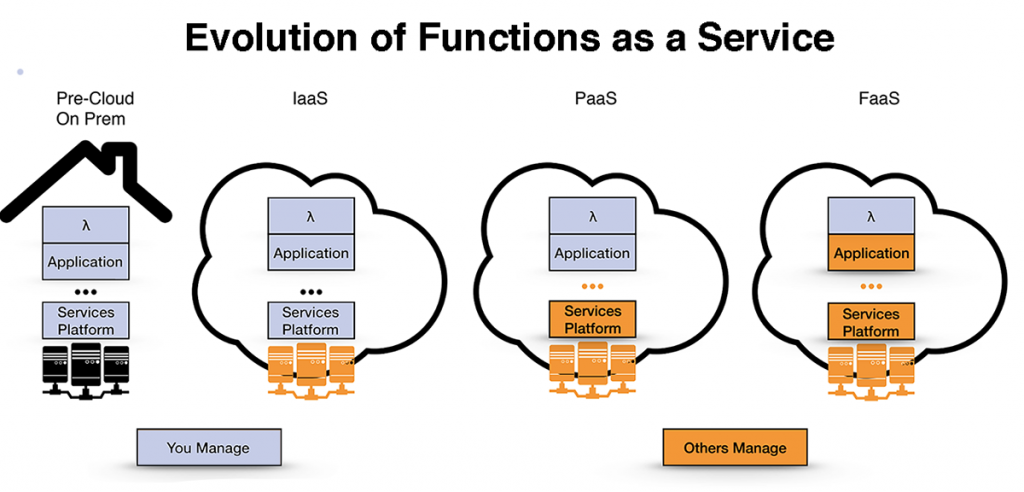 Evolution of Functions as a Service
Pre-Cloud
On Prem
IaaS
PaaS
FaaS
λ
Application
Services
Platform
λ
Application
Services
Platform
λ
Application
Services
Platform
λ
Application
Services
Platform
You Manage
Others Manage